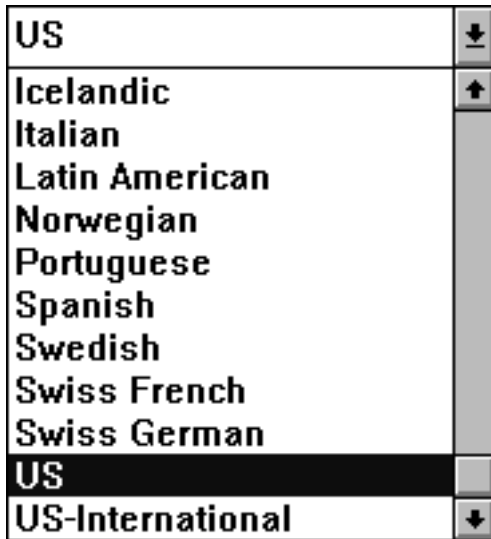 US
Icelandic
Italian
Latin American
Norwegian
Portuguese
Spanish
Swedish
Swiss French
Swiss German
US
US-International